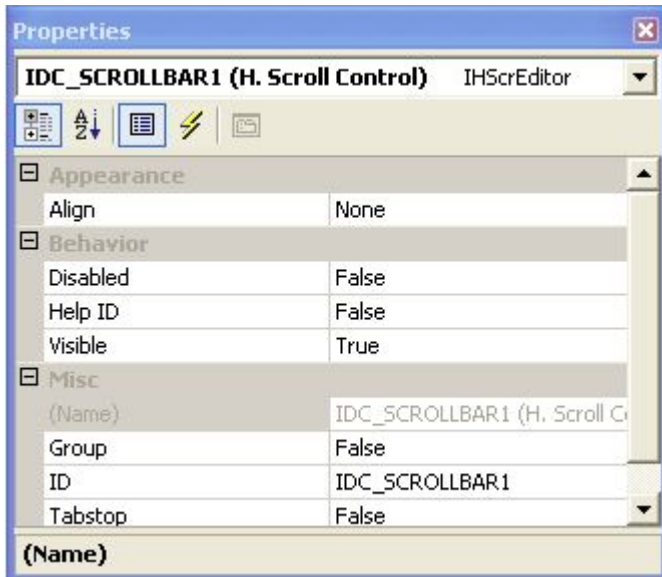 Properties
IDC_SCROLLBAR1 (H. Scroll Control) IHScrEditor
A
Z
Appearance
Align None
Behavior
Disabled False
Help ID False
Visible True
Misc
(Name) IDC_SCROLLBAR1 (H. Scroll Co
Group False
ID IDC_SCROLLBAR1
Tabstop False
(Name)